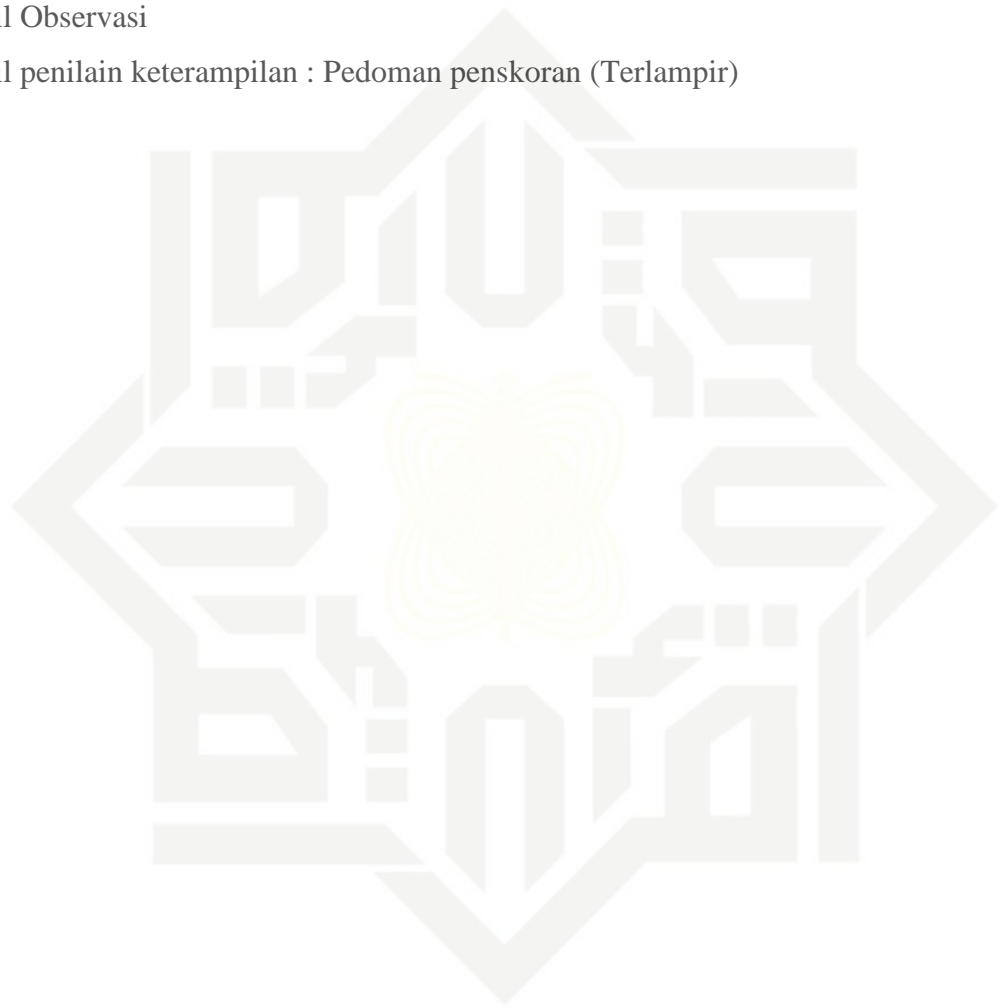 l Observasi
l penilain keterampilan : Pedoman penskoran (Terlampir)